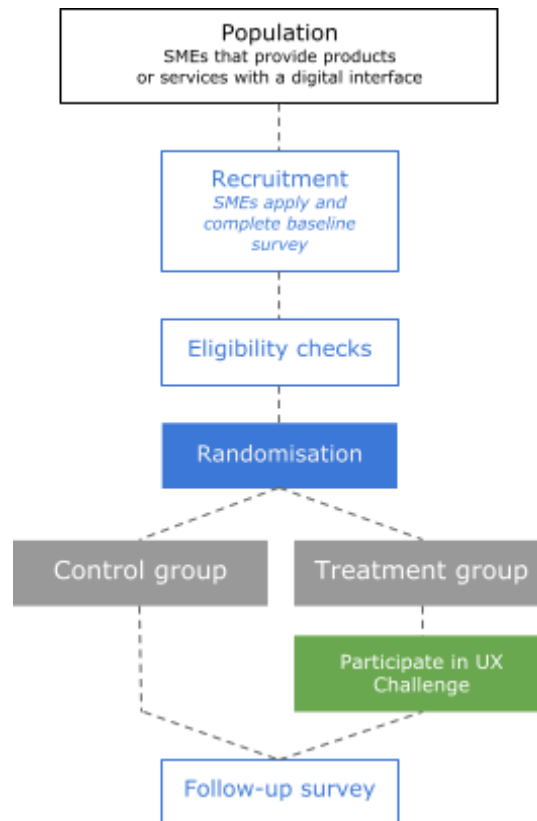 Population
SMEs that provide products
or services with a digital interface
Recruitment
SMEs apply and
complete baseline
survey
Eligibility checks
Randomisation
Control group
Treatment group
Participate in UX
Challenge
Follow-up survey